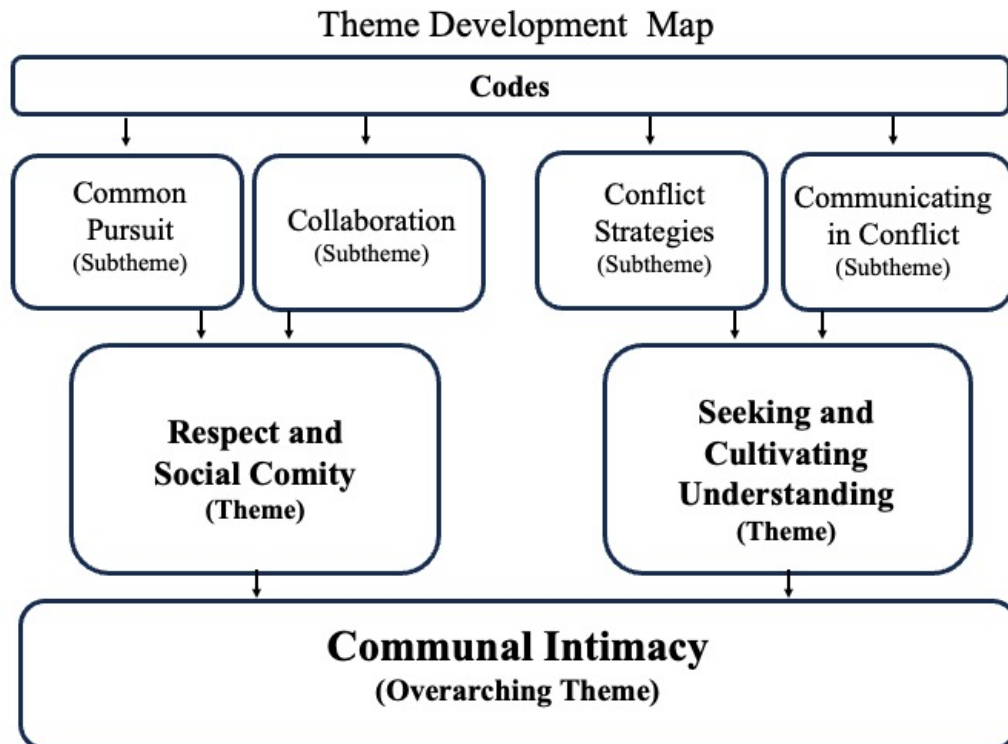 Theme Development Map
Codes
Common
Pursuit
(Subtheme)
Collaboration
(Subtheme)
Conflict
Strategies
(Subtheme)
Communicating
in Conflict
(Subtheme)
Respect and
Social Comity
(Theme)
Seeking and
Cultivating
Understanding
(Theme)
Communal Intimacy
(Overarching Theme)